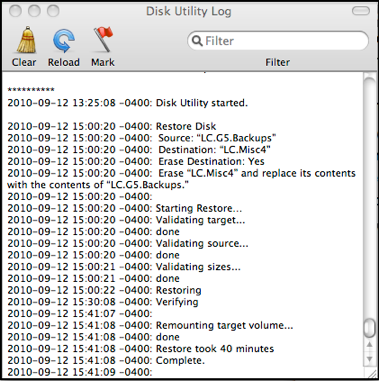 Disk Utility Log
Clear Reload Mark Filter
Filter
**********
2010-09-12 13:25:08 -0400: Disk Utility started.
2010-09-12 15:00:20 -0400: Restore Disk
2010-09-12 15:00:20 -0400:  Source: “LC.G5.Backups”
2010-09-12 15:00:20 -0400:  Destination: “LC.Misc4”
2010-09-12 15:00:20 -0400:  Erase Destination: Yes
2010-09-12 15:00:20 -0400:  Erase “LC.Misc4” and replace its contents
with the contents of “LC.G5.Backups.”
2010-09-12 15:00:20 -0400:
2010-09-12 15:00:20 -0400: Starting Restore...
2010-09-12 15:00:20 -0400: Validating target...
2010-09-12 15:00:20 -0400: done
2010-09-12 15:00:20 -0400: Validating source...
2010-09-12 15:00:20 -0400: done
2010-09-12 15:00:21 -0400: Validating sizes...
2010-09-12 15:00:21 -0400: done
2010-09-12 15:00:22 -0400: Restoring
2010-09-12 15:30:08 -0400: Verifying
2010-09-12 15:41:07 -0400:
2010-09-12 15:41:08 -0400: Remounting target volume...
2010-09-12 15:41:08 -0400: done
2010-09-12 15:41:08 -0400: Restore took 40 minutes
2010-09-12 15:41:08 -0400: Complete.
2010-09-12 15:41:09 -0400: